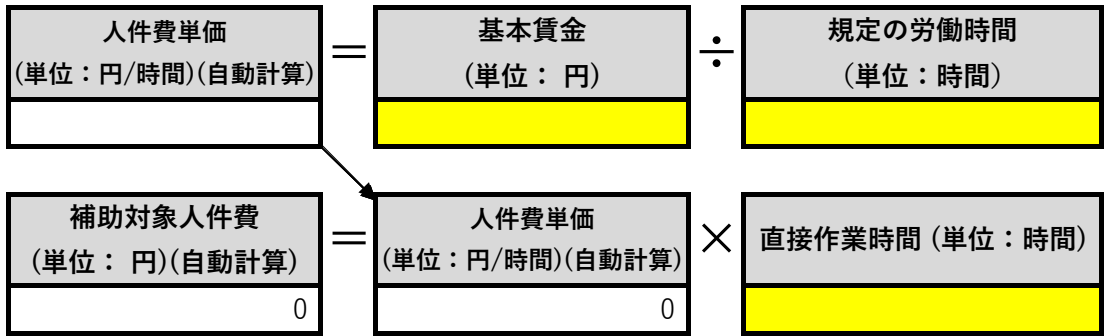 人件費単価
(単位：円/時間)(自動計算)
＝
基本賃金
(単位： 円)
÷
規定の労働時間
(単位：時間)
補助対象人件費
(単位： 円)(自動計算)
0
＝
人件費単価
(単位：円/時間)(自動計算)
0
×
直接作業時間 (単位：時間)